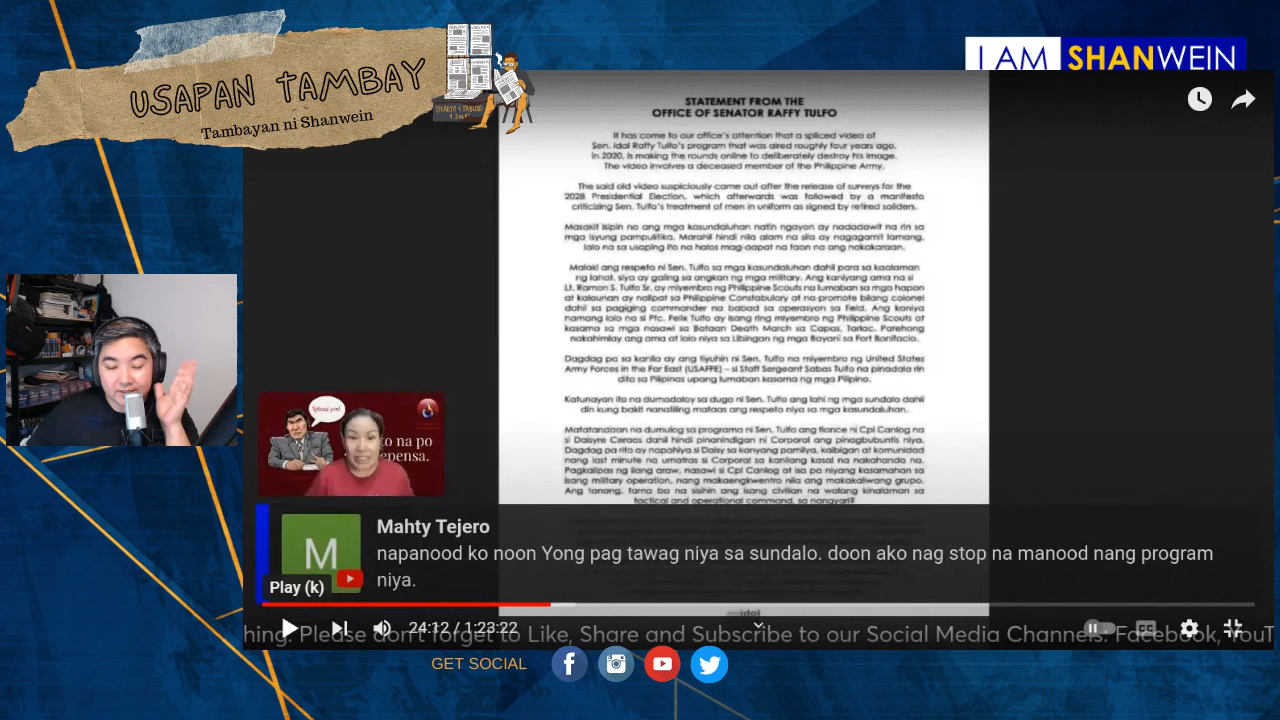 USAPAN TAMBAY
Tambayan ni Shanwein
I AM SHANWEIN
STATEMENT FROM THE
OFFICE OF SENATOR RAFFY TULFO
It has come to our office's attention that a spliced video of
Sen. Idol Raffy Tulfo's program that was aired roughly four years ago,
in 2020, is making the rounds online to deliberately destroy his image.
The video involves a deceased member of the Philippine Army.
The said old video suspiciously came out after the release of surveys for the
2028 Presidential Election, which afterwards was followed by a manifesto
criticizing Sen. Tulfo's treatment of men in uniform as signed by retired soldiers.
Masakit isipin na ang mga kasundaluhan natin ngayon ay nadadawit na rin sa
mga isyung pampulitika. Marahil hindi nila alam na sila ay nagagamit lamang,
lalo na sa usaping ito na halos mag-aapat na taon na ang nakakaraan.
Malaki ang respeto ni Sen. Tulfo sa mga kasundaluhan dahil para sa kaalaman
ng lahat, siya ay galing sa angkan ng mga military. Ang kaniyang ama na si
Lt. Ramon S. Tulfo Sr. ay miyembro ng Philippine Scouts na lumaban sa mga hapon
at kalaunan ay nalipat sa Philippine Constabulary at na-promote bilang colonel
dahil sa pagiging commander na babad sa operasyon sa field. Ang kaniya
namang lolo na si Pfc. Felix Tulfo ay isang ring miyembro ng Philippine Scouts at
kasama sa mga nasawi sa Bataan Death March sa Capas, Tarlac. Parehong
nakahimlay ang ama at lolo niya sa Libingan ng mga Bayani sa Fort Bonifacio.
Dagdag pa sa kanila ay ang tiyuhin ni Sen. Tulfo na miyembro ng United States
Army Forces in the Far East (USAFFE) – si Staff Sergeant Sabas Tulfo na pinadala rin
dito sa Pilipinas upang lumaban kasama ng mga Pilipino.
Katunayan ito na dumadaloy sa dugo ni Sen. Tulfo ang lahi ng mga sundalo dahil
din kung bakit nanatiling mataas ang respeto niya sa mga kasundaluhan.
Matatandaan na dumulog sa programa ni Sen. Tulfo ang fiance ni Cpl Canlog na
si Daisyre Ceraos dahil hindi pinanindigan ni Corporal ang pinagbubuntis niya.
Dagdag pa rito ay napahiya si Daisy sa kanyang pamilya, kaibigan at komunidad
nang last minute na umatras si Corporal sa kanilang kasal na nakahanda na.
Pagkalipas ng ilang araw, nasawi si Cpl Canlog at isa pa niyang kasamahan sa
isang military operation, nang makaengkwentro nila ang makakaliwang grupo.
Ang tanong, tama ba na sisihin ang isang civilian na walang kinalaman sa
tactical and operational command, sa nangyari?
Spliced yan!
to na po
epensa.
DYARYO & TABLOID
4 SALE!
M
Mahty Tejero
napanood ko noon Yong pag tawag niya sa sundalo. doon ako nag stop na manood nang program
niya.
Play (k)
idol
24:12 / 1:23:22
CC
hing. Please don't forget to Like, Share and Subscribe to our Social Media Channels: Facebook, YouT
GET SOCIAL